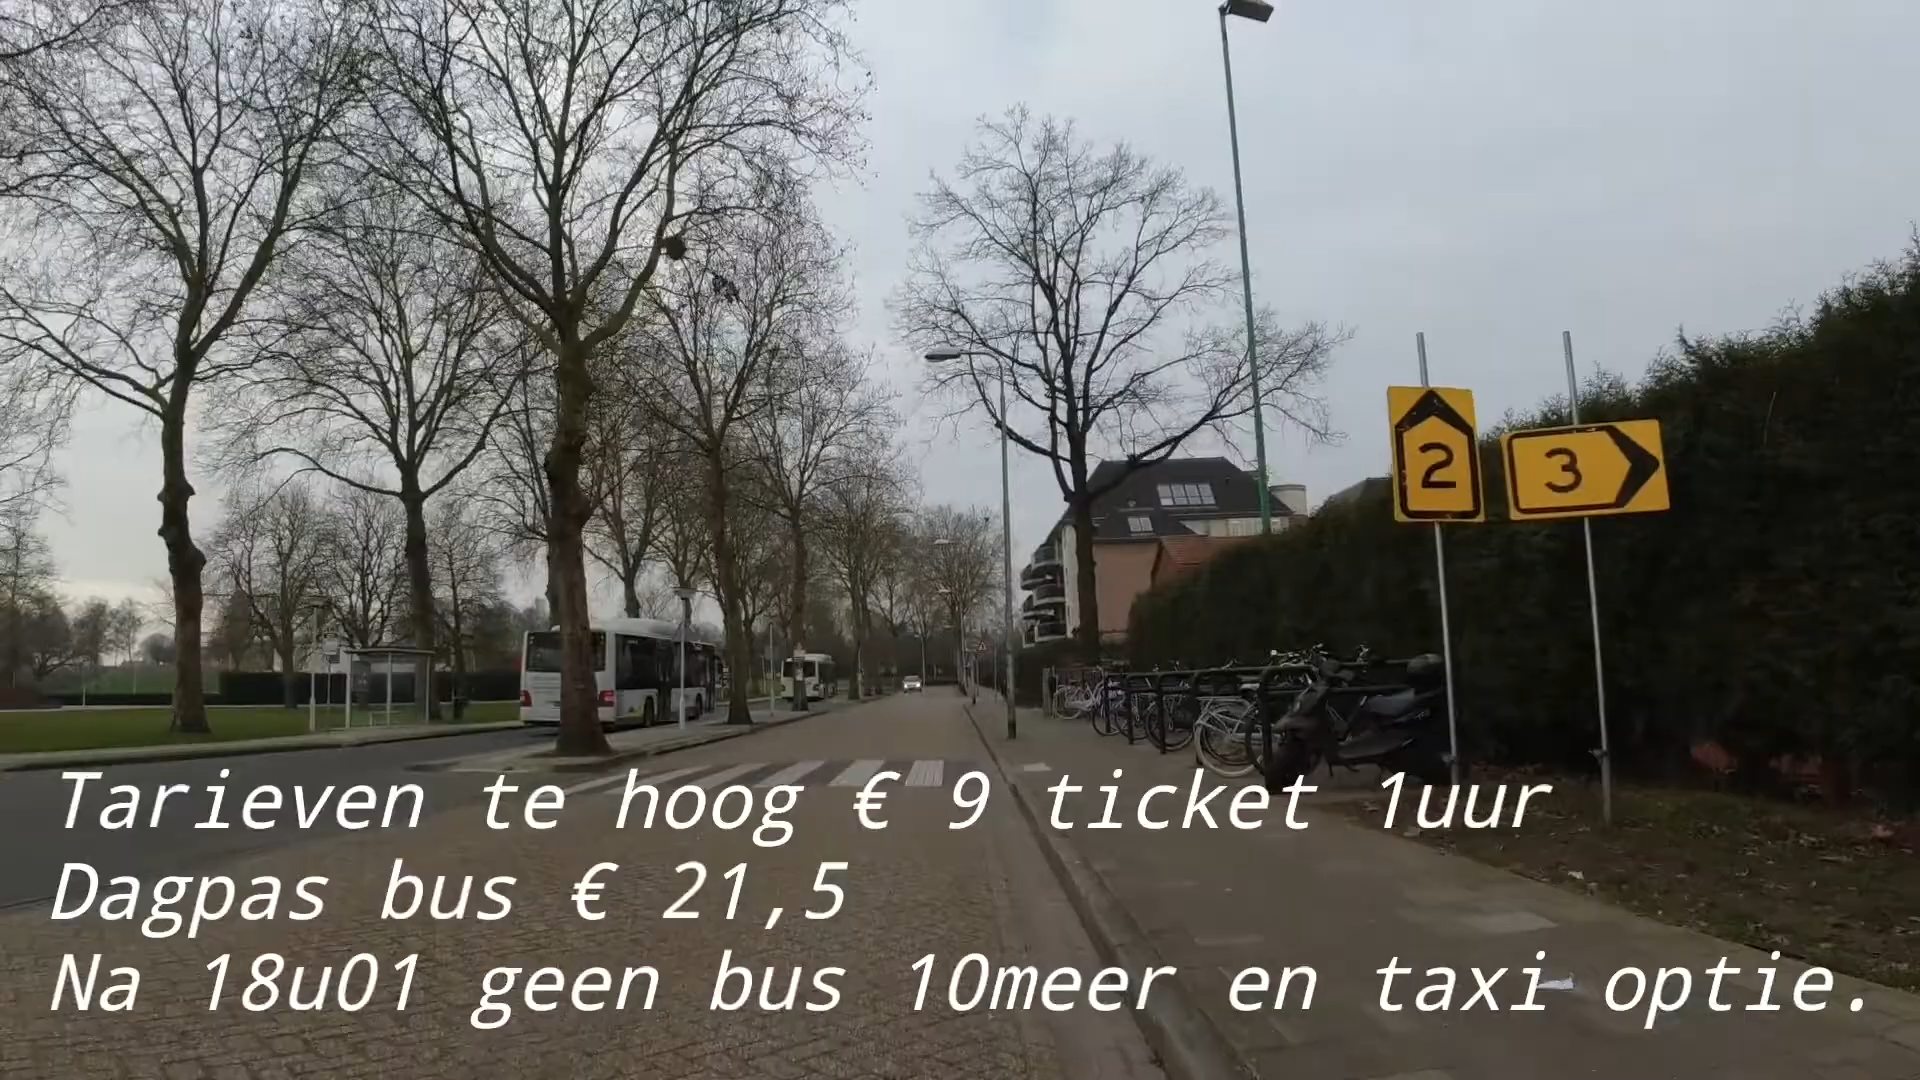 2
3
Tarieven te hoog € 9 ticket 1uur
Dagpas bus € 21,5
Na 18u01 geen bus 10meer en taxi optie.